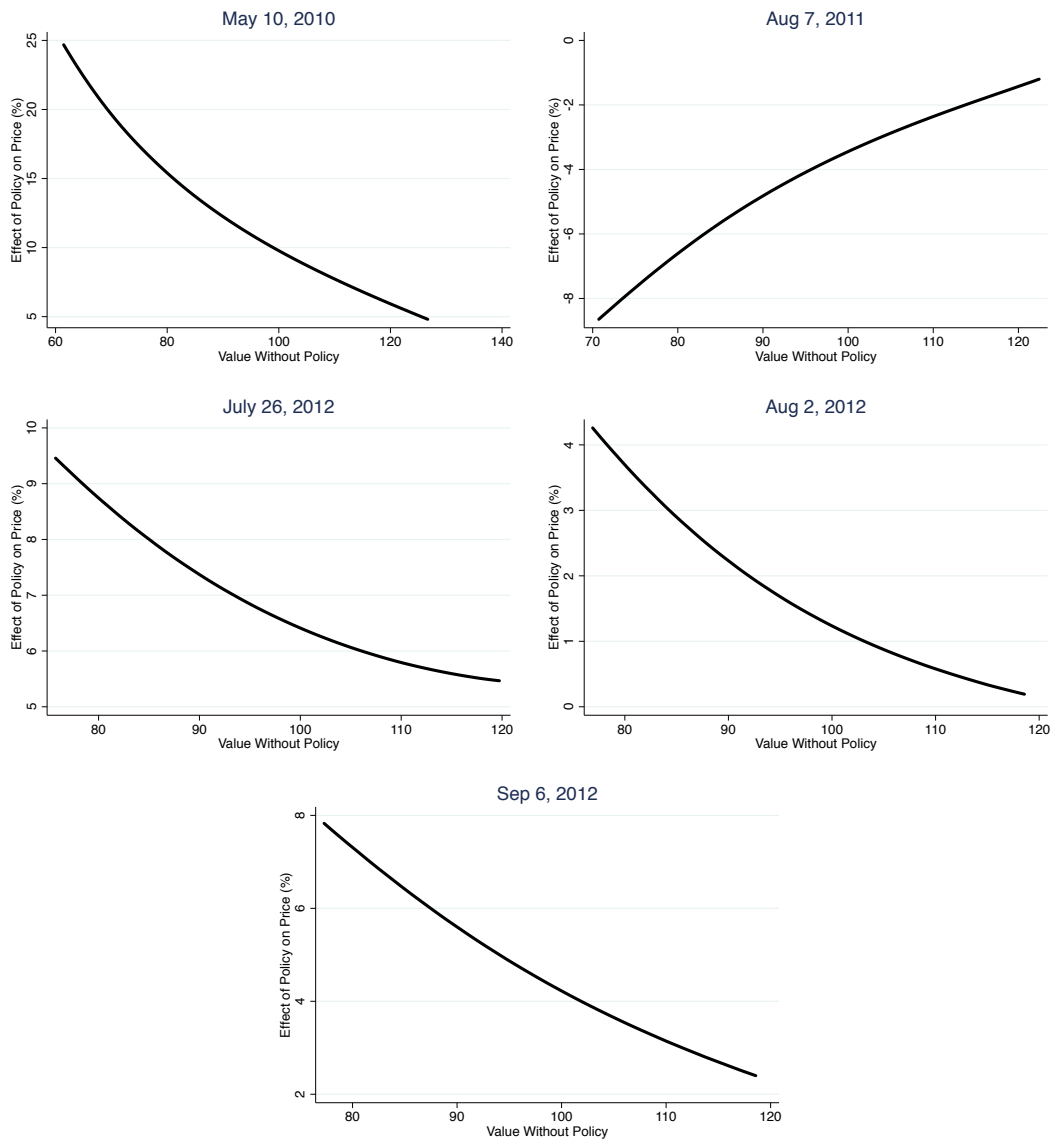 May 10, 2010
Effect of Policy on Price (%)
25
20
15
10
5
60 80 100 120 140
Value Without Policy
Aug 7, 2011
Effect of Policy on Price (%)
0
-2
-4
-6
-8
70 80 90 100 110 120
Value Without Policy
July 26, 2012
Effect of Policy on Price (%)
10
9
8
7
6
5
80 90 100 110 120
Value Without Policy
Aug 2, 2012
Effect of Policy on Price (%)
4
3
2
1
0
80 90 100 110 120
Value Without Policy
Sep 6, 2012
Effect of Policy on Price (%)
8
6
4
2
80 90 100 110 120
Value Without Policy